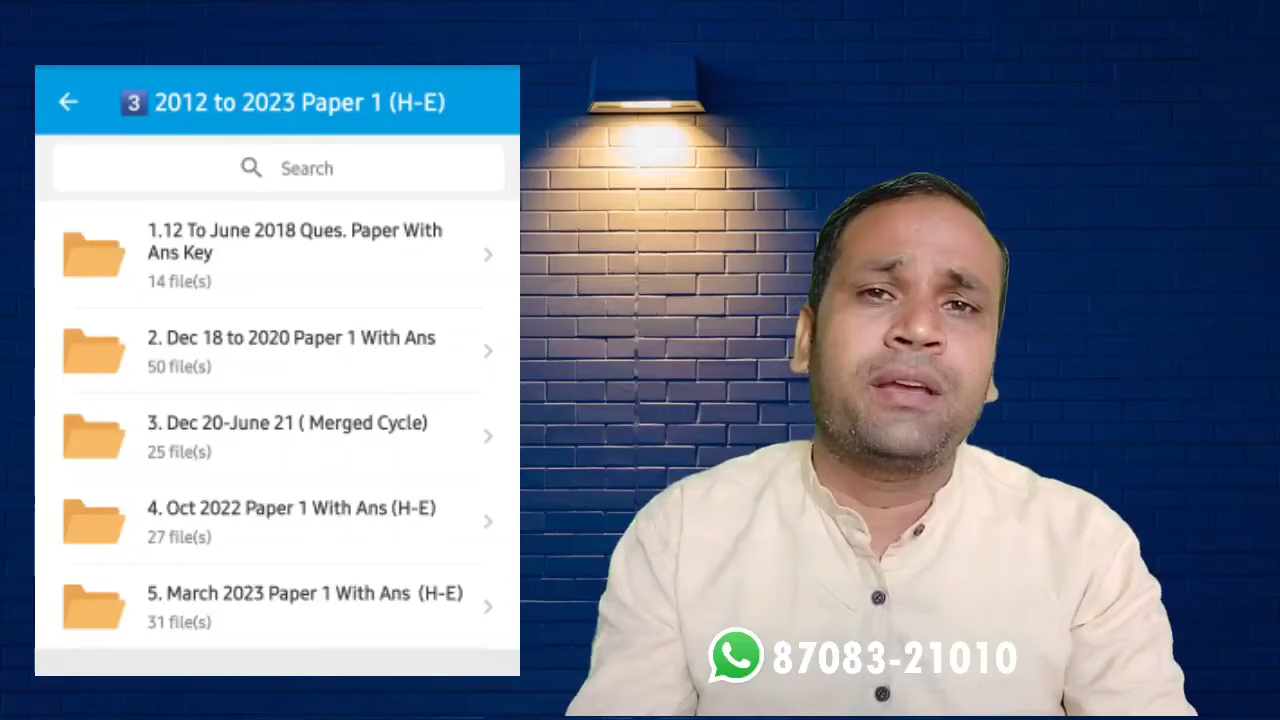 3 2012 to 2023 Paper 1 (H-E)
Search
1.12 To June 2018 Ques. Paper With
Ans Key
14 file(s)
2. Dec 18 to 2020 Paper 1 With Ans
50 file(s)
3. Dec 20-June 21 ( Merged Cycle)
25 file(s)
4. Oct 2022 Paper 1 With Ans (H-E)
27 file(s)
5. March 2023 Paper 1 With Ans (H-E)
31 file(s)
87083-21010